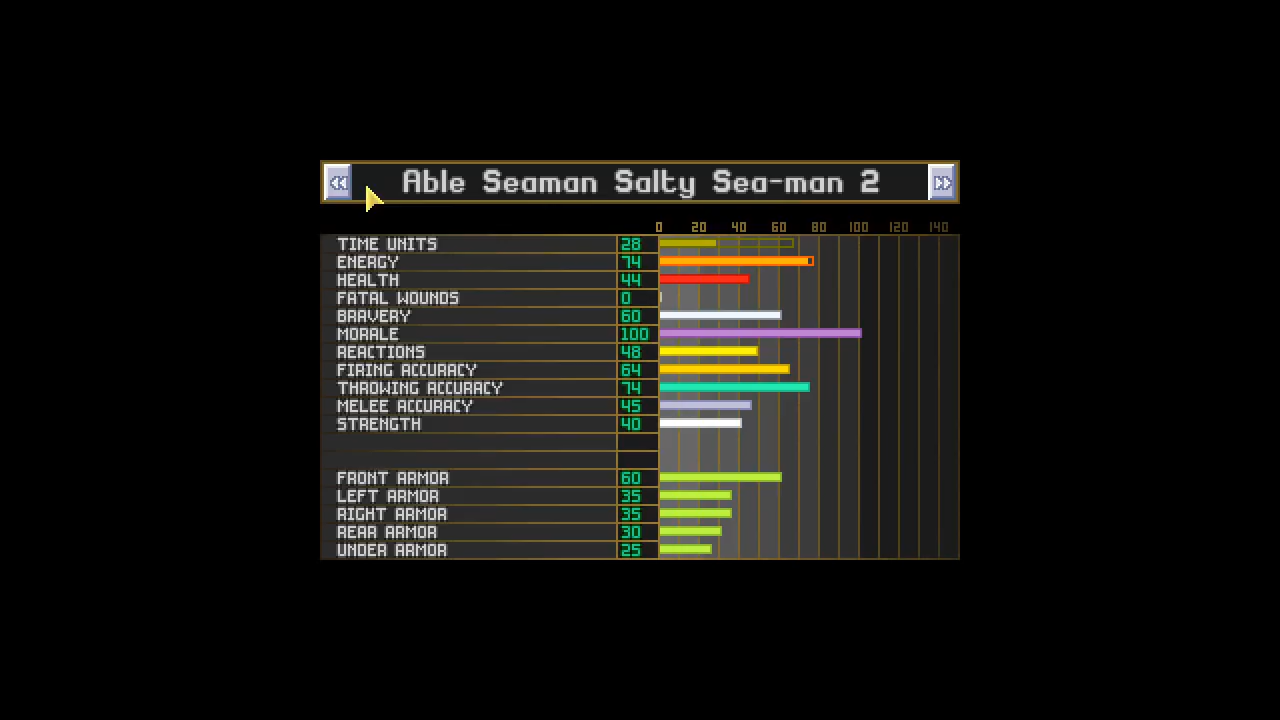 Able Seaman Salty Sea-man 2
0 20 40 60 80 100 120 140
TIME UNITS 28
ENERGY 74
HEALTH 44
FATAL WOUNDS 0
BRAVERY 60
MORALE 100
REACTIONS 48
FIRING ACCURACY 64
THROWING ACCURACY 74
MELEE ACCURACY 45
STRENGTH 40
FRONT ARMOR 60
LEFT ARMOR 35
RIGHT ARMOR 35
REAR ARMOR 30
UNDER ARMOR 25